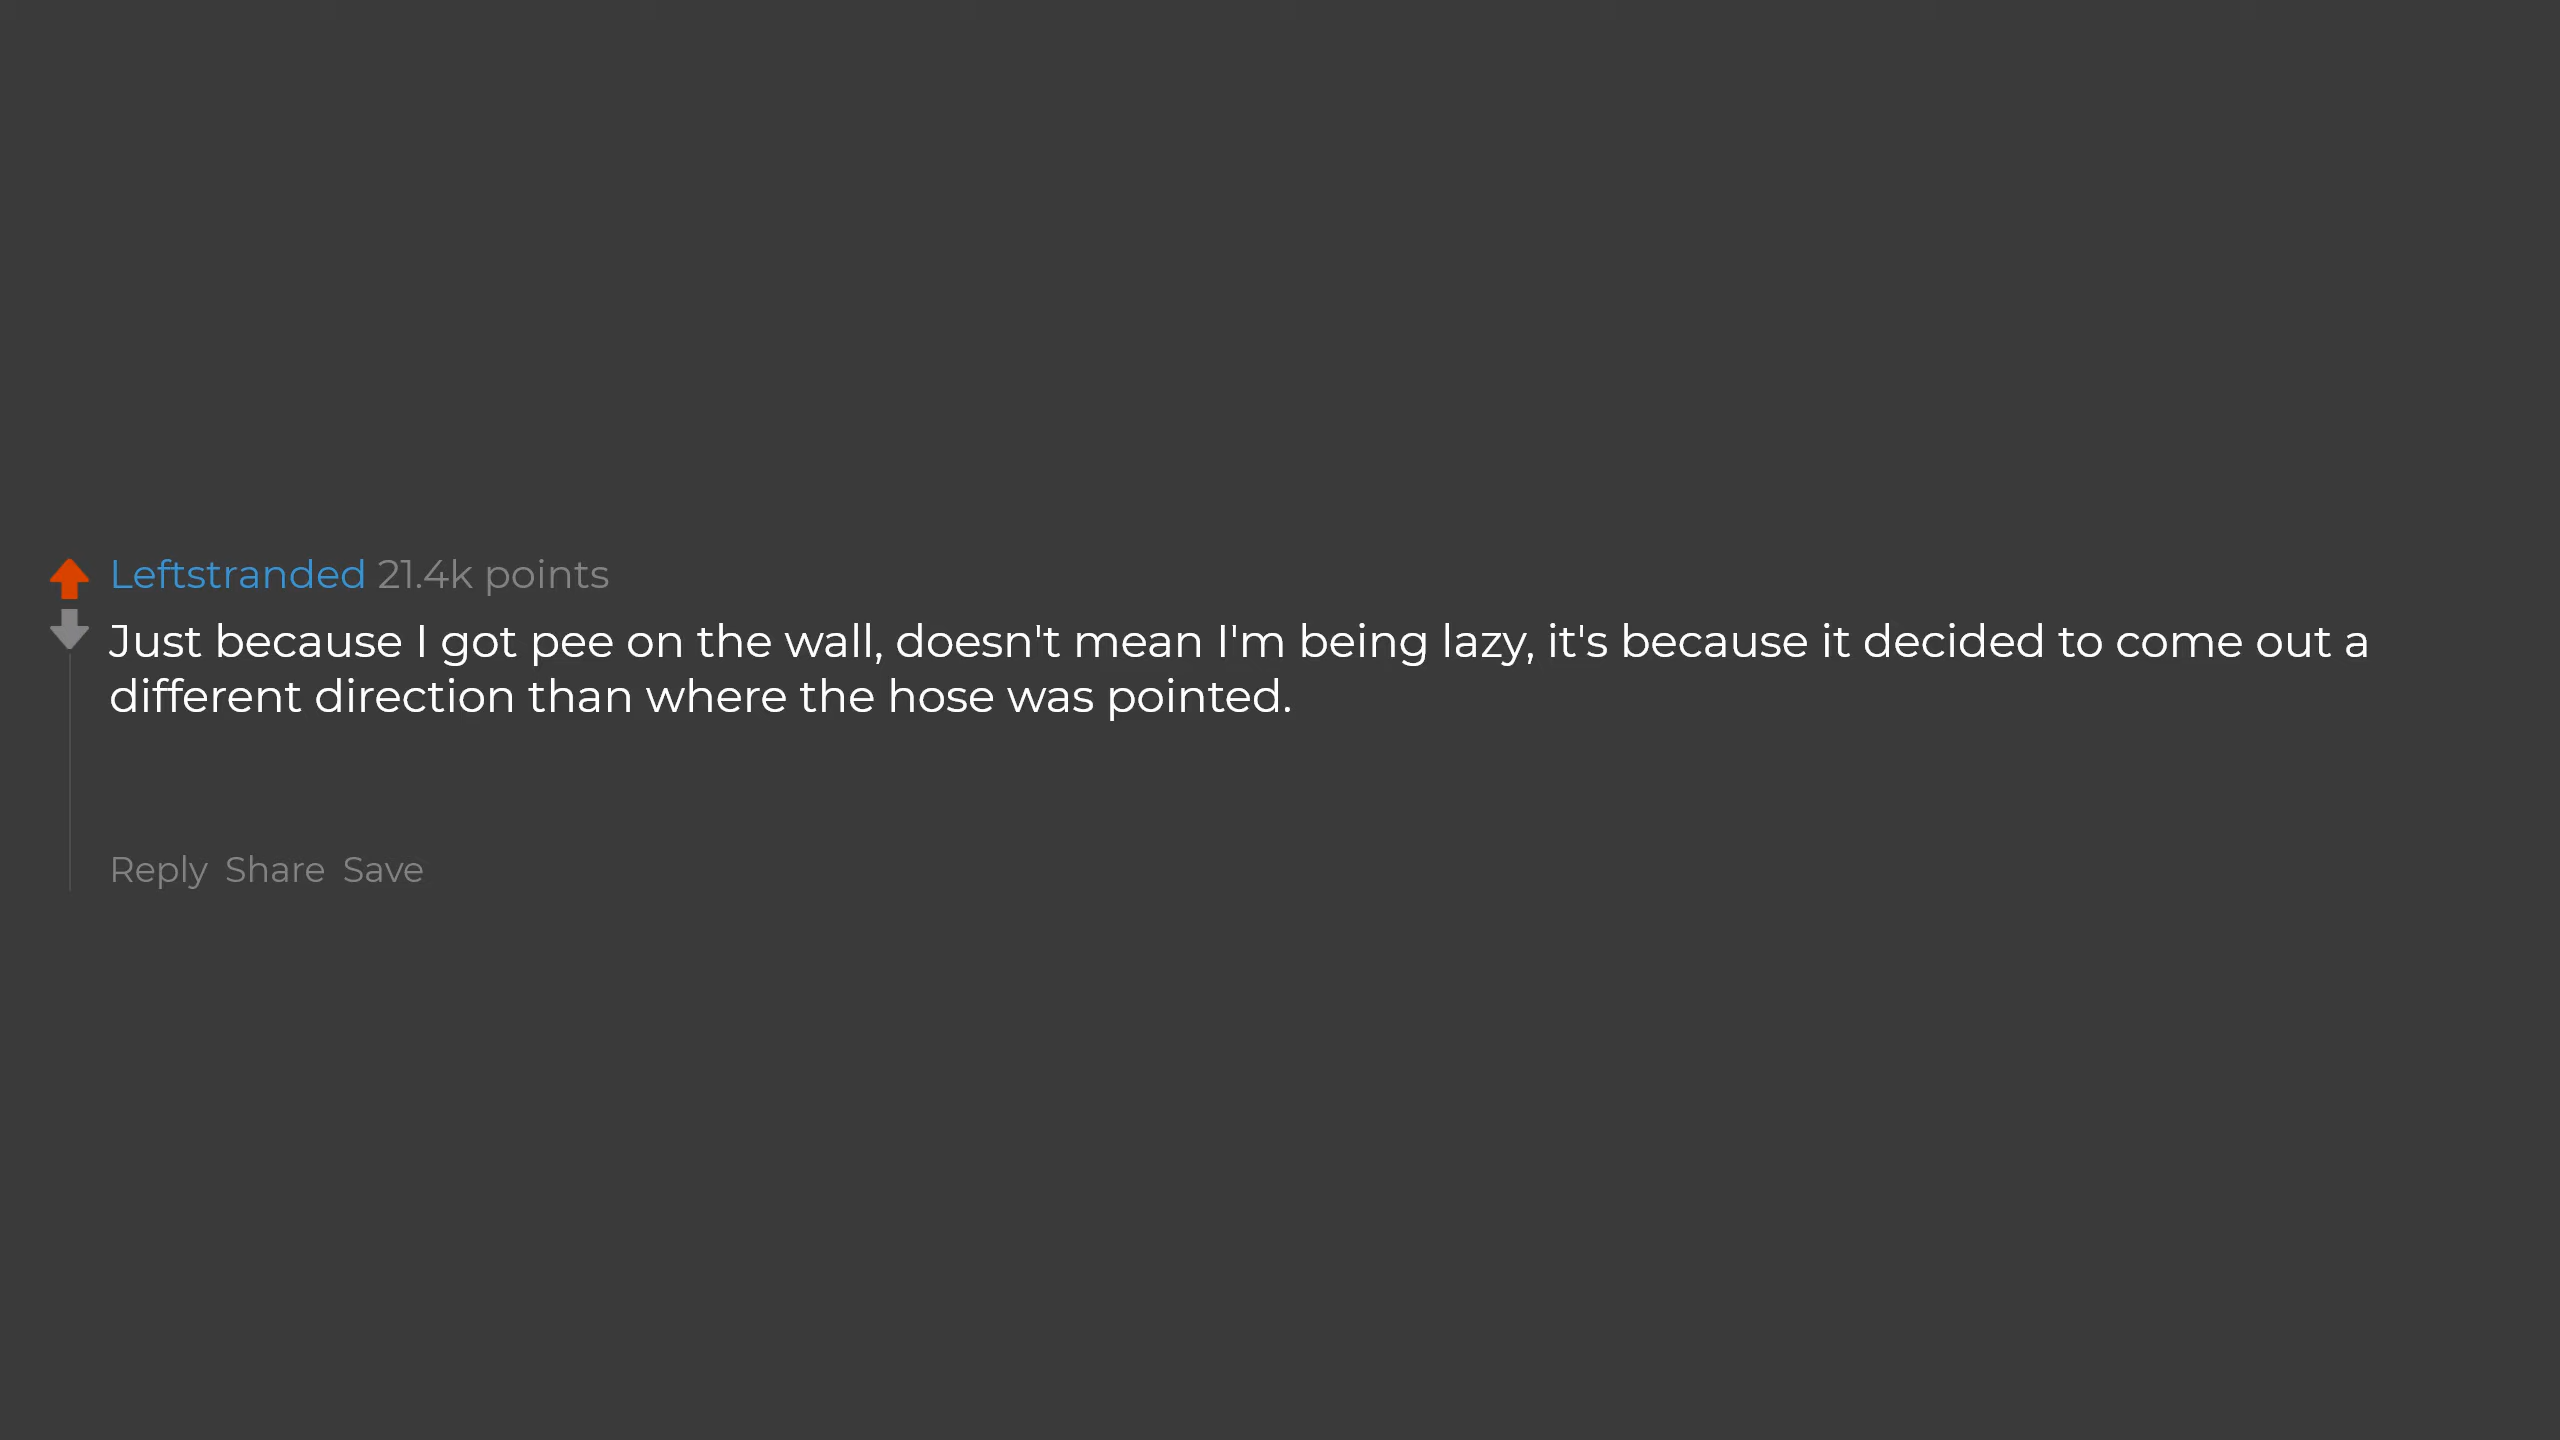 Leftstranded 21.4k points
Just because I got pee on the wall, doesn't mean I'm being lazy, it's because it decided to come out a
different direction than where the hose was pointed.
Reply Share Save